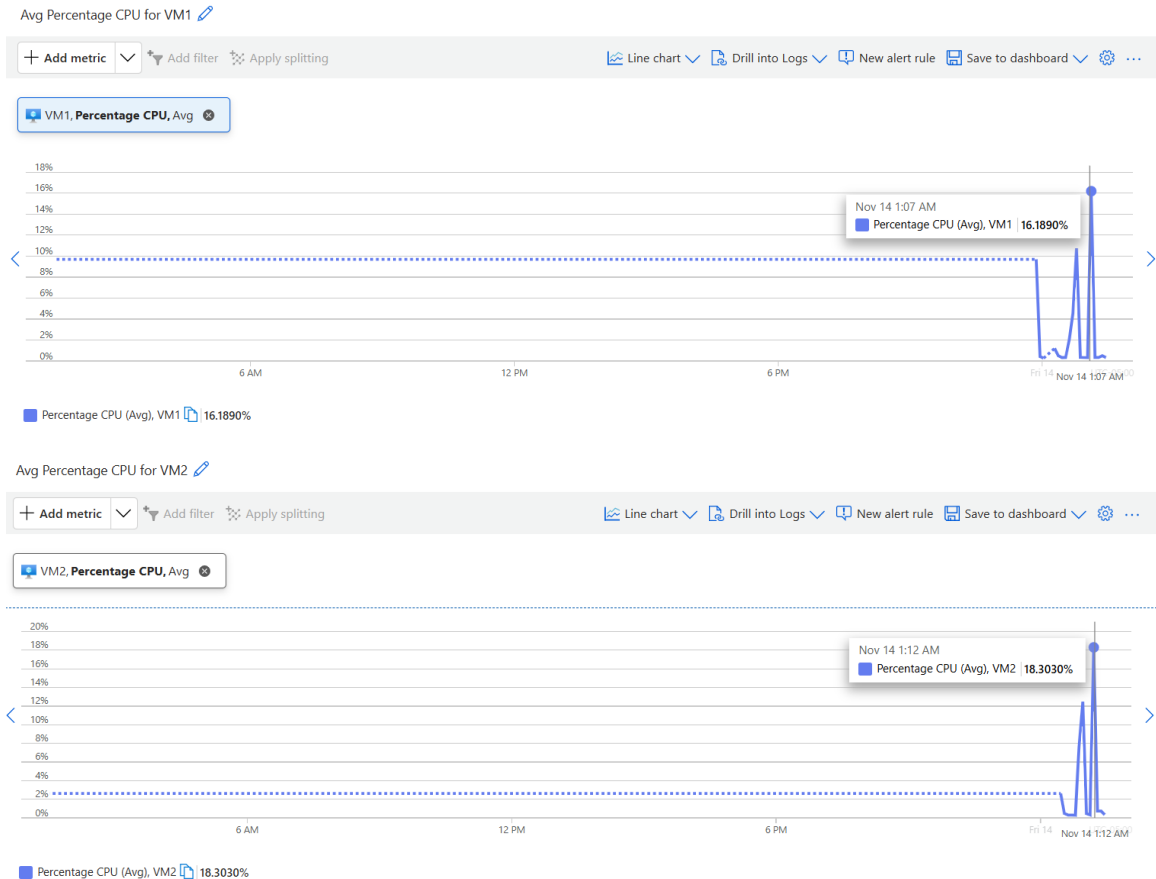 Avg Percentage CPU for VM1
Add metric Add filter Apply splitting Line chart Drill into Logs New alert rule Save to dashboard ...
VM1, Percentage CPU, Avg
18%
16%
14%
12%
10%
8%
6%
4%
2%
0%
Nov 14 1:07 AM
Percentage CPU (Avg), VM1 16.1890%
6 AM 12 PM 6 PM Fri 14 Nov 14 1:07 AM
Percentage CPU (Avg), VM1 16.1890%
Avg Percentage CPU for VM2
Add metric Add filter Apply splitting Line chart Drill into Logs New alert rule Save to dashboard ...
VM2, Percentage CPU, Avg
20%
18%
16%
14%
12%
10%
8%
6%
4%
2%
0%
Nov 14 1:12 AM
Percentage CPU (Avg), VM2 18.3030%
6 AM 12 PM 6 PM Fri 14 Nov 14 1:12 AM
Percentage CPU (Avg), VM2 18.3030%